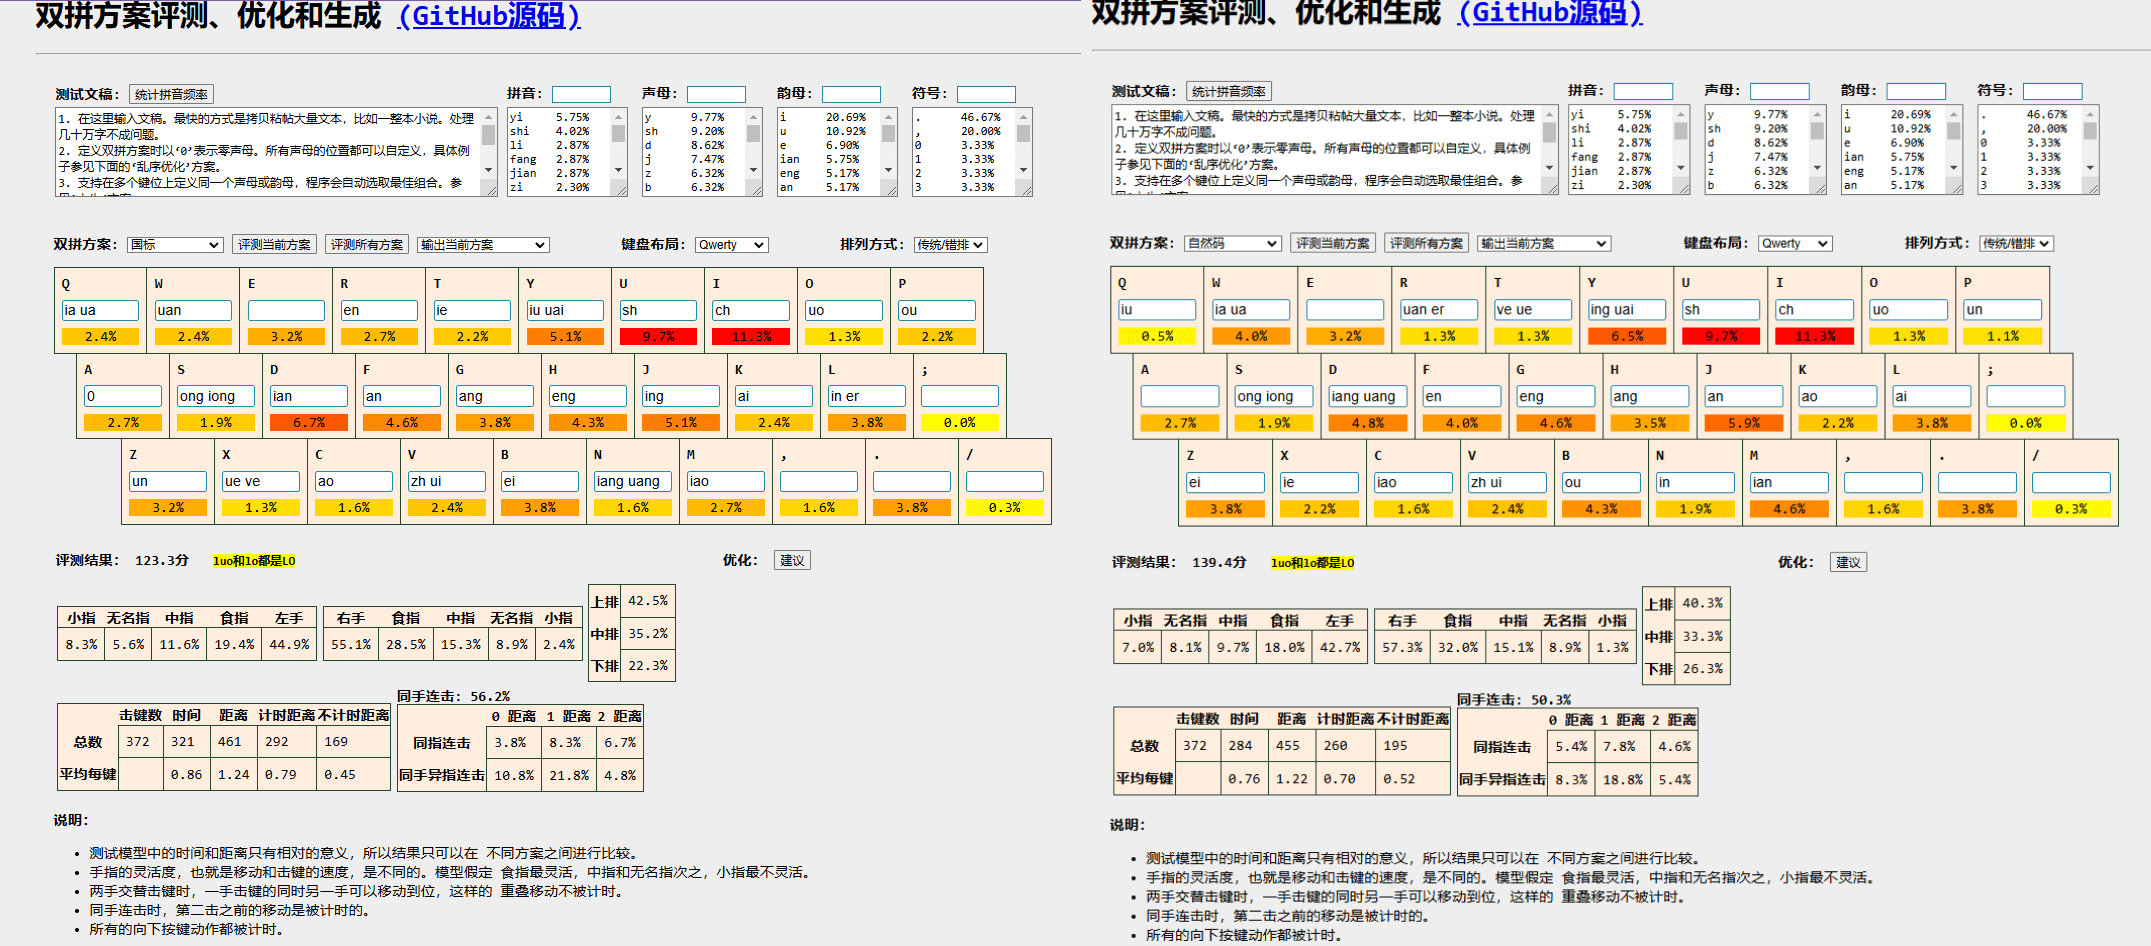 双拼方案评测、优化和生成 (GitHub源码)
测试文稿： 统计拼音频率 拼音： 声母： 韵母： 符号：
1. 在这里输入文稿。最快的方式是拷贝粘帖大量文本，比如一整本小说。处理
几十万字不成问题。
2. 定义双拼方案时以‘0’表示零声母。所有声母的位置都可以自定义，具体例
子参见下面的‘乱序优化’方案。
3. 支持在多个键位上定义同一个声母或韵母，程序会自动选取最佳组合。参
yi 5.75%
shi 4.02%
li 2.87%
fang 2.87%
jian 2.87%
zi 2.30%
y 9.77%
sh 9.20%
d 8.62%
j 7.47%
z 6.32%
b 6.32%
i 20.69%
u 10.92%
e 6.90%
ian 5.75%
eng 5.17%
an 5.17%
. 46.67%
, 20.00%
0 3.33%
1 3.33%
2 3.33%
3 3.33%
双拼方案： 国标 评测当前方案 评测所有方案 输出当前方案 键盘布局： Qwerty 排列方式： 传统/错排
Q W E R T Y U I O P
ia ua uan en ie iu uai sh ch uo ou
2.4% 2.4% 3.2% 2.7% 2.2% 5.1% 9.7% 11.3% 1.3% 2.2%
A S D F G H J K L ;
0 ong iong ian an ang eng ing ai in er
2.7% 1.9% 6.7% 4.6% 3.8% 4.3% 5.1% 2.4% 3.8% 0.0%
Z X C V B N M , . /
un ue ve ao zh ui ei iang uang iao
3.2% 1.3% 1.6% 2.4% 3.8% 1.6% 2.7% 1.6% 3.8% 0.3%
评测结果： 123.3分 luo和lo都是LO 优化： 建议
小指 无名指 中指 食指 左手
8.3% 5.6% 11.6% 19.4% 44.9%
右手 食指 中指 无名指 小指
55.1% 28.5% 15.3% 8.9% 2.4%
上排 42.5%
中排 35.2%
下排 22.3%
击键数 时间 距离 计时距离 不计时距离
总数 372 321 461 292 169
平均每键 0.86 1.24 0.79 0.45
同手连击: 56.2%
0 距离 1 距离 2 距离
同指连击 3.8% 8.3% 6.7%
同手异指连击 10.8% 21.8% 4.8%
说明：
• 测试模型中的时间和距离只有相对的意义，所以结果只可以在 不同方案之间进行比较。
• 手指的灵活度，也就是移动和击键的速度，是不同的。模型假定 食指最灵活，中指和无名指次之，小指最不灵活。
• 两手交替击键时，一手击键的同时另一手可以移动到位，这样的 重叠移动不被计时。
• 同手连击时，第二击之前的移动是被计时的。
• 所有的向下按键动作都被计时。
双拼方案评测、优化和生成 (GitHub源码)
测试文稿： 统计拼音频率 拼音： 声母： 韵母： 符号：
1. 在这里输入文稿。最快的方式是拷贝粘帖大量文本，比如一整本小说。处理
几十万字不成问题。
2. 定义双拼方案时以‘0’表示零声母。所有声母的位置都可以自定义，具体例
子参见下面的‘乱序优化’方案。
3. 支持在多个键位上定义同一个声母或韵母，程序会自动选取最佳组合。参
yi 5.75%
shi 4.02%
li 2.87%
fang 2.87%
jian 2.87%
zi 2.30%
y 9.77%
sh 9.20%
d 8.62%
j 7.47%
z 6.32%
b 6.32%
i 20.69%
u 10.92%
e 6.90%
ian 5.75%
eng 5.17%
an 5.17%
. 46.67%
, 20.00%
0 3.33%
1 3.33%
2 3.33%
3 3.33%
双拼方案： 自然码 评测当前方案 评测所有方案 输出当前方案 键盘布局： Qwerty 排列方式： 传统/错排
Q W E R T Y U I O P
iu ia ua uan er ve ue ing uai sh ch uo un
0.5% 4.0% 3.2% 1.3% 1.3% 6.5% 9.7% 11.3% 1.3% 1.1%
A S D F G H J K L ;
ong iong iang uang en eng ang an ao ai
2.7% 1.9% 4.8% 4.0% 4.6% 3.5% 5.9% 2.2% 3.8% 0.0%
Z X C V B N M , . /
ei ie iao zh ui ou in ian
3.8% 2.2% 1.6% 2.4% 4.3% 1.9% 4.6% 1.6% 3.8% 0.3%
评测结果： 139.4分 luo和lo都是LO 优化： 建议
小指 无名指 中指 食指 左手
7.0% 8.1% 9.7% 18.0% 42.7%
右手 食指 中指 无名指 小指
57.3% 32.0% 15.1% 8.9% 1.3%
上排 40.3%
中排 33.3%
下排 26.3%
击键数 时间 距离 计时距离 不计时距离
总数 372 284 455 260 195
平均每键 0.76 1.22 0.70 0.52
同手连击: 50.3%
0 距离 1 距离 2 距离
同指连击 5.4% 7.8% 4.6%
同手异指连击 8.3% 18.8% 5.4%
说明：
• 测试模型中的时间和距离只有相对的意义，所以结果只可以在 不同方案之间进行比较。
• 手指的灵活度，也就是移动和击键的速度，是不同的。模型假定 食指最灵活，中指和无名指次之，小指最不灵活。
• 两手交替击键时，一手击键的同时另一手可以移动到位，这样的 重叠移动不被计时。
• 同手连击时，第二击之前的移动是被计时的。
• 所有的向下按键动作都被计时。